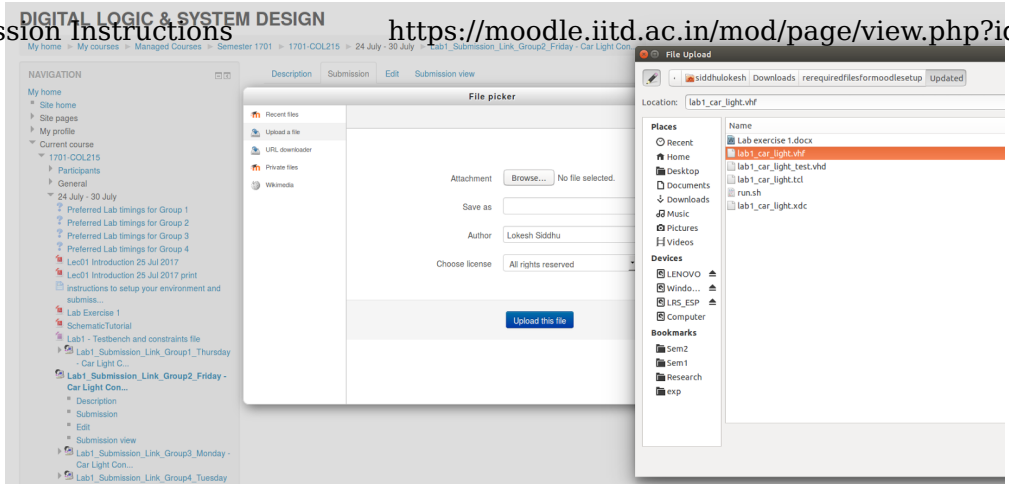 DIGITAL LOGIC & SYSTEM DESIGN
ssion Instructions
https://moodle.iitd.ac.in/mod/page/view.php?id
My home ► My courses ► Managed Courses ► Semester 1701 ► 1701-COL215 ► 24 July - 30 July ► Lab1_Submission_Link_Group2_Friday - Car Light Con...
NAVIGATION
My home
Site home
Site pages
My profile
Current course
1701-COL215
Participants
General
24 July - 30 July
Preferred Lab timings for Group 1
Preferred Lab timings for Group 2
Preferred Lab timings for Group 3
Preferred Lab timings for Group 4
Lec01 Introduction 25 Jul 2017
Lec01 Introduction 25 Jul 2017 print
instructions to setup your environment and
submiss...
Lab Exercise 1
SchematicTutorial
Lab1 - Testbench and constraints file
Lab1_Submission_Link_Group1_Thursday
- Car Light C...
Lab1_Submission_Link_Group2_Friday -
Car Light Con...
Description
Submission
Edit
Submission view
Lab1_Submission_Link_Group3_Monday -
Car Light Con...
Lab1_Submission_Link_Group4_Tuesday
Description Submission Edit Submission view
File picker
Recent files
Upload a file
URL downloader
Private files
Wikimedia
Attachment Browse... No file selected.
Save as
Author Lokesh Siddhu
Choose license All rights reserved
Upload this file
File Upload
siddhulokesh Downloads rerequiredfilesformoodlesetup Updated
Location: lab1_car_light.vhf
Places
Recent
Home
Desktop
Documents
Downloads
Music
Pictures
Videos
Devices
LENOVO
Windo...
LRS_ESP
Computer
Bookmarks
Sem2
Sem1
Research
exp
Name
Lab exercise 1.docx
lab1_car_light.vhf
lab1_car_light_test.vhd
lab1_car_light.tcl
run.sh
lab1_car_light.xdc